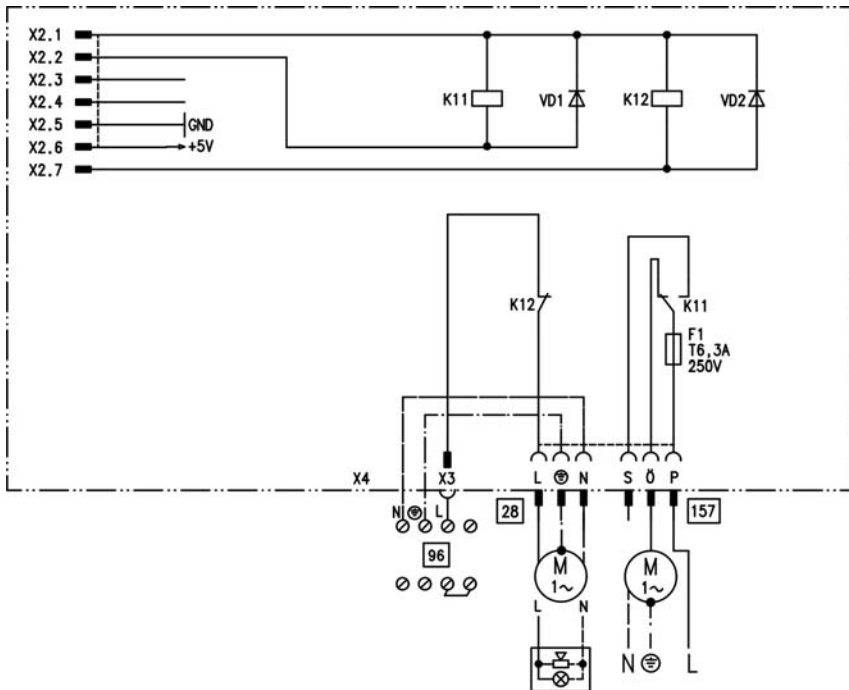 X2.1
X2.2
X2.3
X2.4
X2.5
X2.6
X2.7
GND
+5V
K11
VD1
K12
VD2
K12
K11
F1
T6,3A
250V
X4
X3
L
N
S
Ö
P
N
L
28
157
96
M
1~
M
1~
L
N
N
L